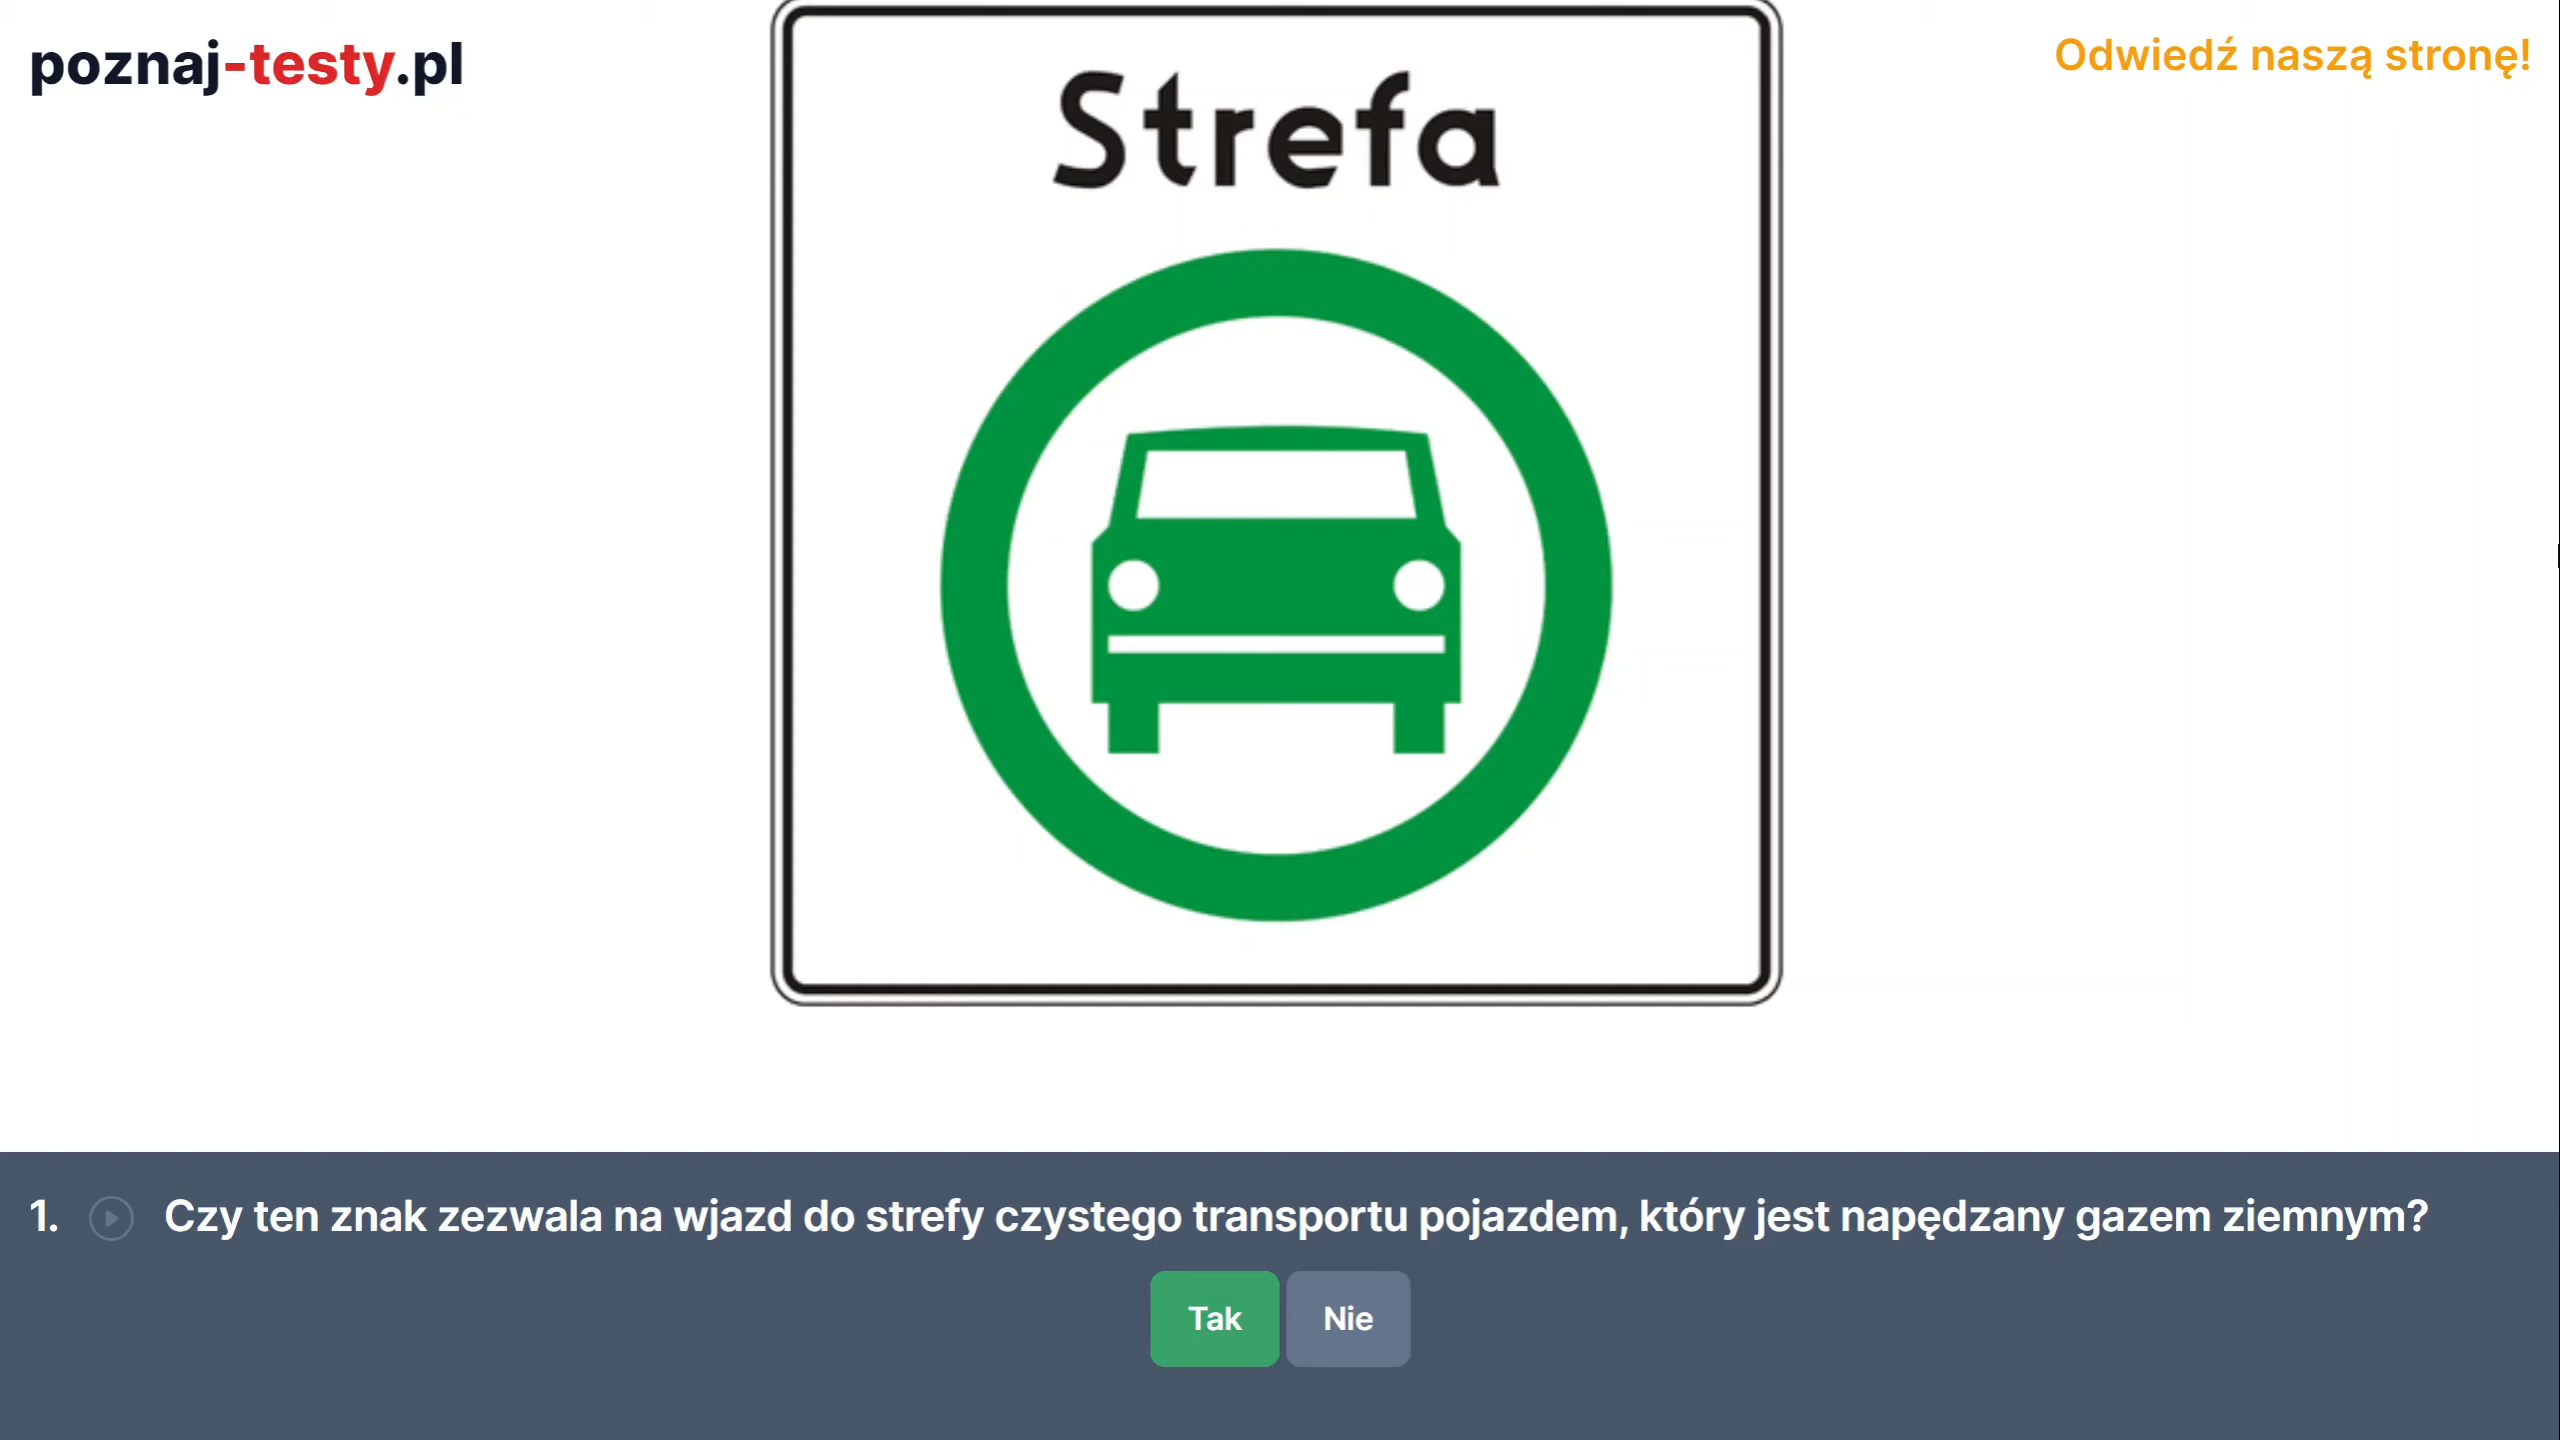 poznaj-testy.pl
Odwiedź naszą stronę!
Strefa
1. Czy ten znak zezwala na wjazd do strefy czystego transportu pojazdem, który jest napędzany gazem ziemnym?
Tak
Nie